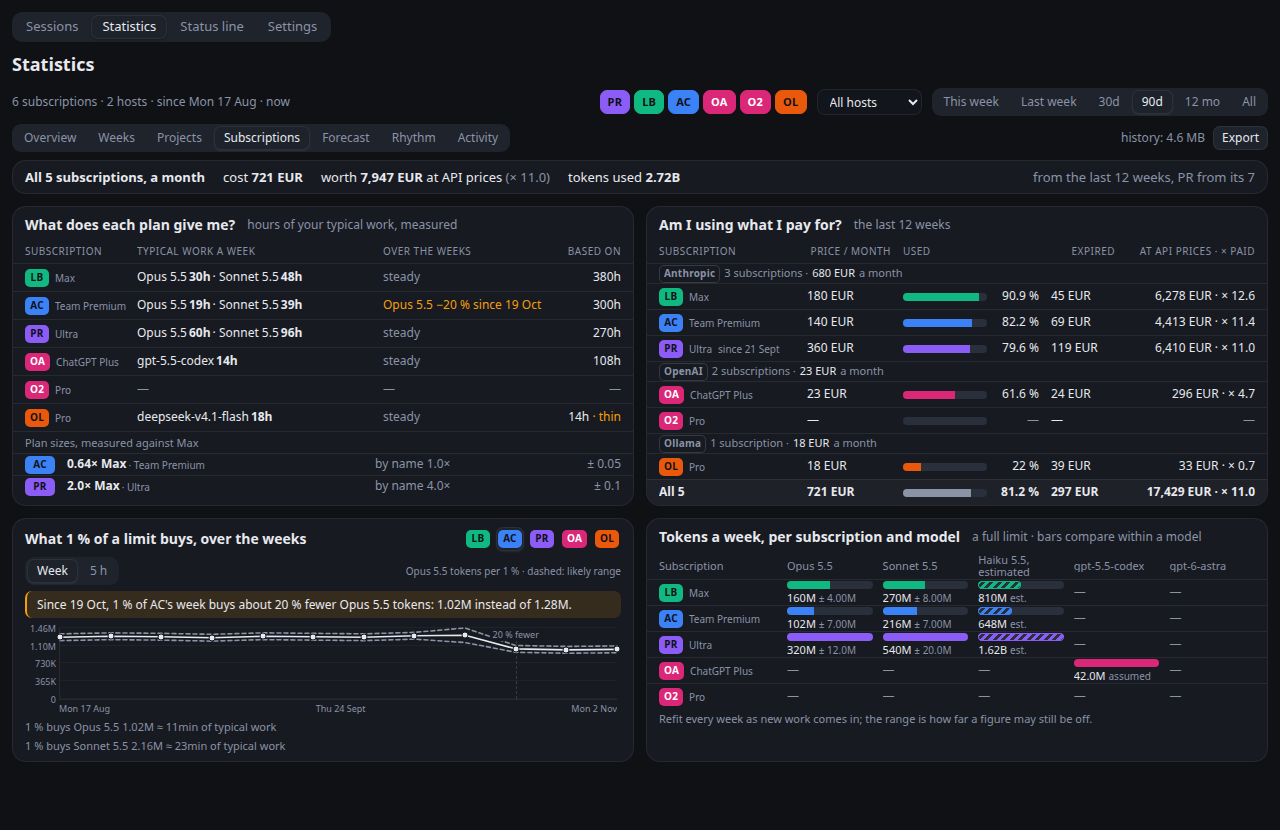 Sessions Statistics Status line Settings
Statistics
6 subscriptions · 2 hosts · since Mon 17 Aug · now
PR LB AC OA O2 OL All hosts This week Last week 30d 90d 12 mo All
Overview Weeks Projects Subscriptions Forecast Rhythm Activity
history: 4.6 MB Export
All 5 subscriptions, a month cost 721 EUR worth 7,947 EUR at API prices (× 11.0) tokens used 2.72B from the last 12 weeks, PR from its 7
What does each plan give me? hours of your typical work, measured
SUBSCRIPTION TYPICAL WORK A WEEK OVER THE WEEKS BASED ON
LB Max Opus 5.5 30h · Sonnet 5.5 48h steady 380h
AC Team Premium Opus 5.5 19h · Sonnet 5.5 39h Opus 5.5 −20 % since 19 Oct 300h
PR Ultra Opus 5.5 60h · Sonnet 5.5 96h steady 270h
OA ChatGPT Plus gpt-5.5-codex 14h steady 108h
O2 Pro — — —
OL Pro deepseek-v4.1-flash 18h steady 14h · thin
Plan sizes, measured against Max
AC 0.64× Max · Team Premium by name 1.0× ± 0.05
PR 2.0× Max · Ultra by name 4.0× ± 0.1
Am I using what I pay for? the last 12 weeks
SUBSCRIPTION PRICE / MONTH USED EXPIRED AT API PRICES · × PAID
Anthropic 3 subscriptions · 680 EUR a month
LB Max 180 EUR 90.9 % 45 EUR 6,278 EUR · × 12.6
AC Team Premium 140 EUR 82.2 % 69 EUR 4,413 EUR · × 11.4
PR Ultra since 21 Sept 360 EUR 79.6 % 119 EUR 6,410 EUR · × 11.0
OpenAI 2 subscriptions · 23 EUR a month
OA ChatGPT Plus 23 EUR 61.6 % 24 EUR 296 EUR · × 4.7
O2 Pro — — — —
Ollama 1 subscription · 18 EUR a month
OL Pro 18 EUR 22 % 39 EUR 33 EUR · × 0.7
All 5 721 EUR 81.2 % 297 EUR 17,429 EUR · × 11.0
What 1 % of a limit buys, over the weeks LB AC PR OA OL
Week 5 h Opus 5.5 tokens per 1 % · dashed: likely range
Since 19 Oct, 1 % of AC's week buys about 20 % fewer Opus 5.5 tokens: 1.02M instead of 1.28M.
1.46M
20 % fewer
1.10M
730K
365K
0
Mon 17 Aug Thu 24 Sept Mon 2 Nov
1 % buys Opus 5.5 1.02M ≈ 11min of typical work
1 % buys Sonnet 5.5 2.16M ≈ 23min of typical work
Tokens a week, per subscription and model a full limit · bars compare within a model
Subscription Opus 5.5 Sonnet 5.5 Haiku 5.5, estimated gpt-5.5-codex gpt-6-astra
LB Max 160M ± 4.00M 270M ± 8.00M 810M est. — —
AC Team Premium 102M ± 7.00M 216M ± 7.00M 648M est. — —
PR Ultra 320M ± 12.0M 540M ± 20.0M 1.62B est. — —
OA ChatGPT Plus — — — 42.0M assumed —
O2 Pro — — — — —
Refit every week as new work comes in; the range is how far a figure may still be off.